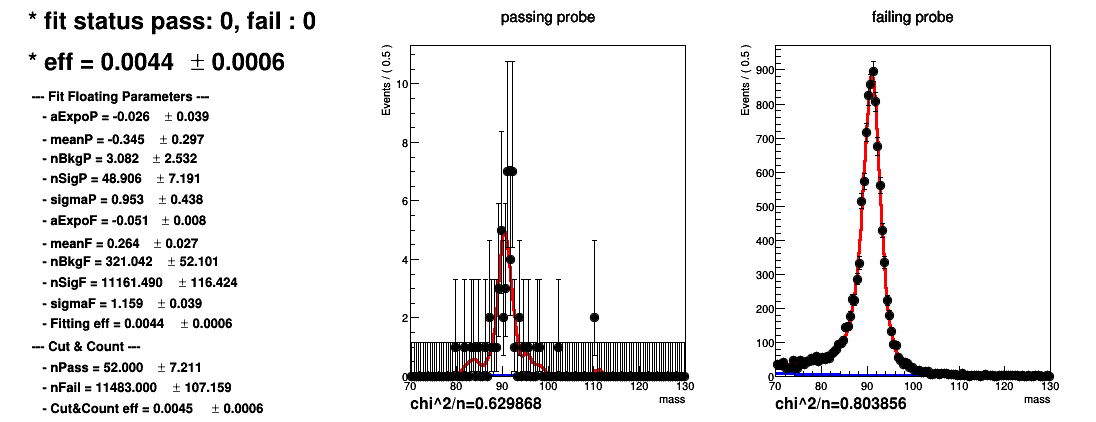 * fit status pass: 0, fail : 0
* eff = 0.0044 ± 0.0006
--- Fit Floating Parameters ---
- aExpoP = -0.026 ± 0.039
- meanP = -0.345 ± 0.297
- nBkgP = 3.082 ± 2.532
- nSigP = 48.906 ± 7.191
- sigmaP = 0.953 ± 0.438
- aExpoF = -0.051 ± 0.008
- meanF = 0.264 ± 0.027
- nBkgF = 321.042 ± 52.101
- nSigF = 11161.490 ± 116.424
- sigmaF = 1.159 ± 0.039
- Fitting eff = 0.0044 ± 0.0006
--- Cut & Count ---
- nPass = 52.000 ± 7.211
- nFail = 11483.000 ± 107.159
- Cut&Count eff = 0.0045 ± 0.0006
passing probe
Events / ( 0.5 )
10
8
6
4
2
0
70 80 90 100 110 120 130
mass
chi^2/n=0.629868
failing probe
Events / ( 0.5 )
900
800
700
600
500
400
300
200
100
0
70 80 90 100 110 120 130
mass
chi^2/n=0.803856